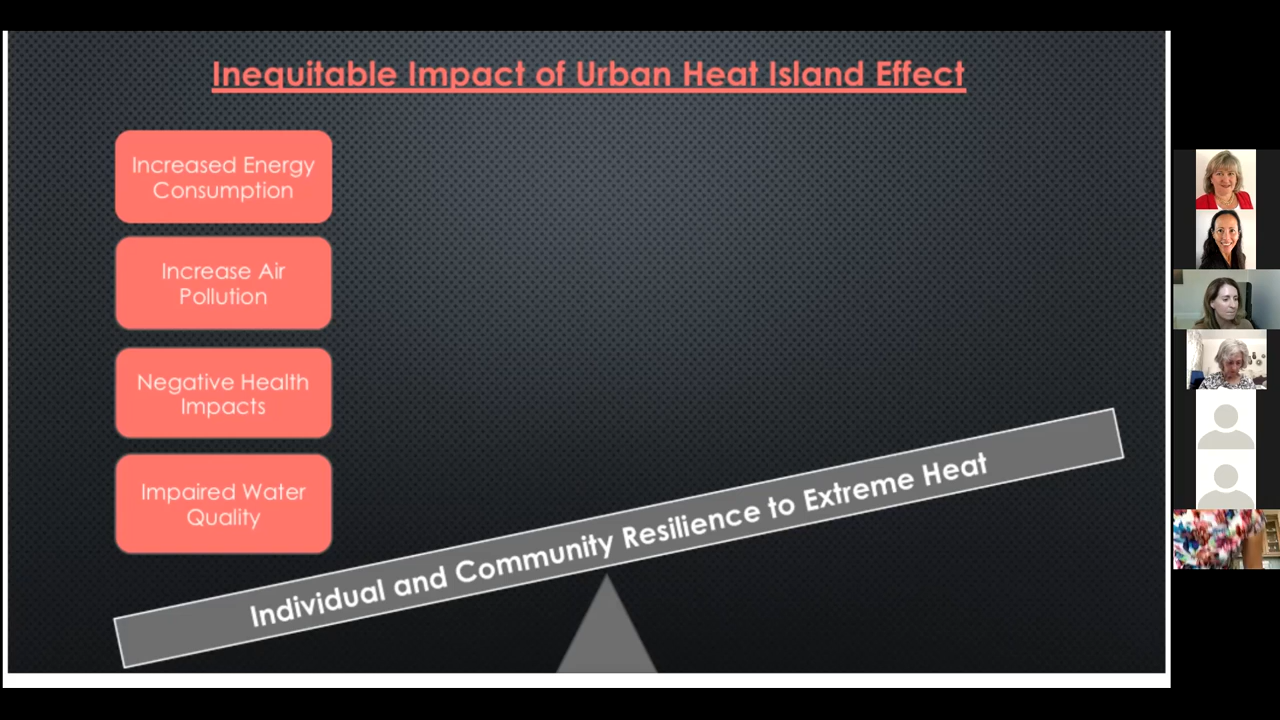 Inequitable Impact of Urban Heat Island Effect
Increased Energy
Consumption
Increase Air
Pollution
Negative Health
Impacts
Impaired Water
Quality
Individual and Community Resilience to Extreme Heat